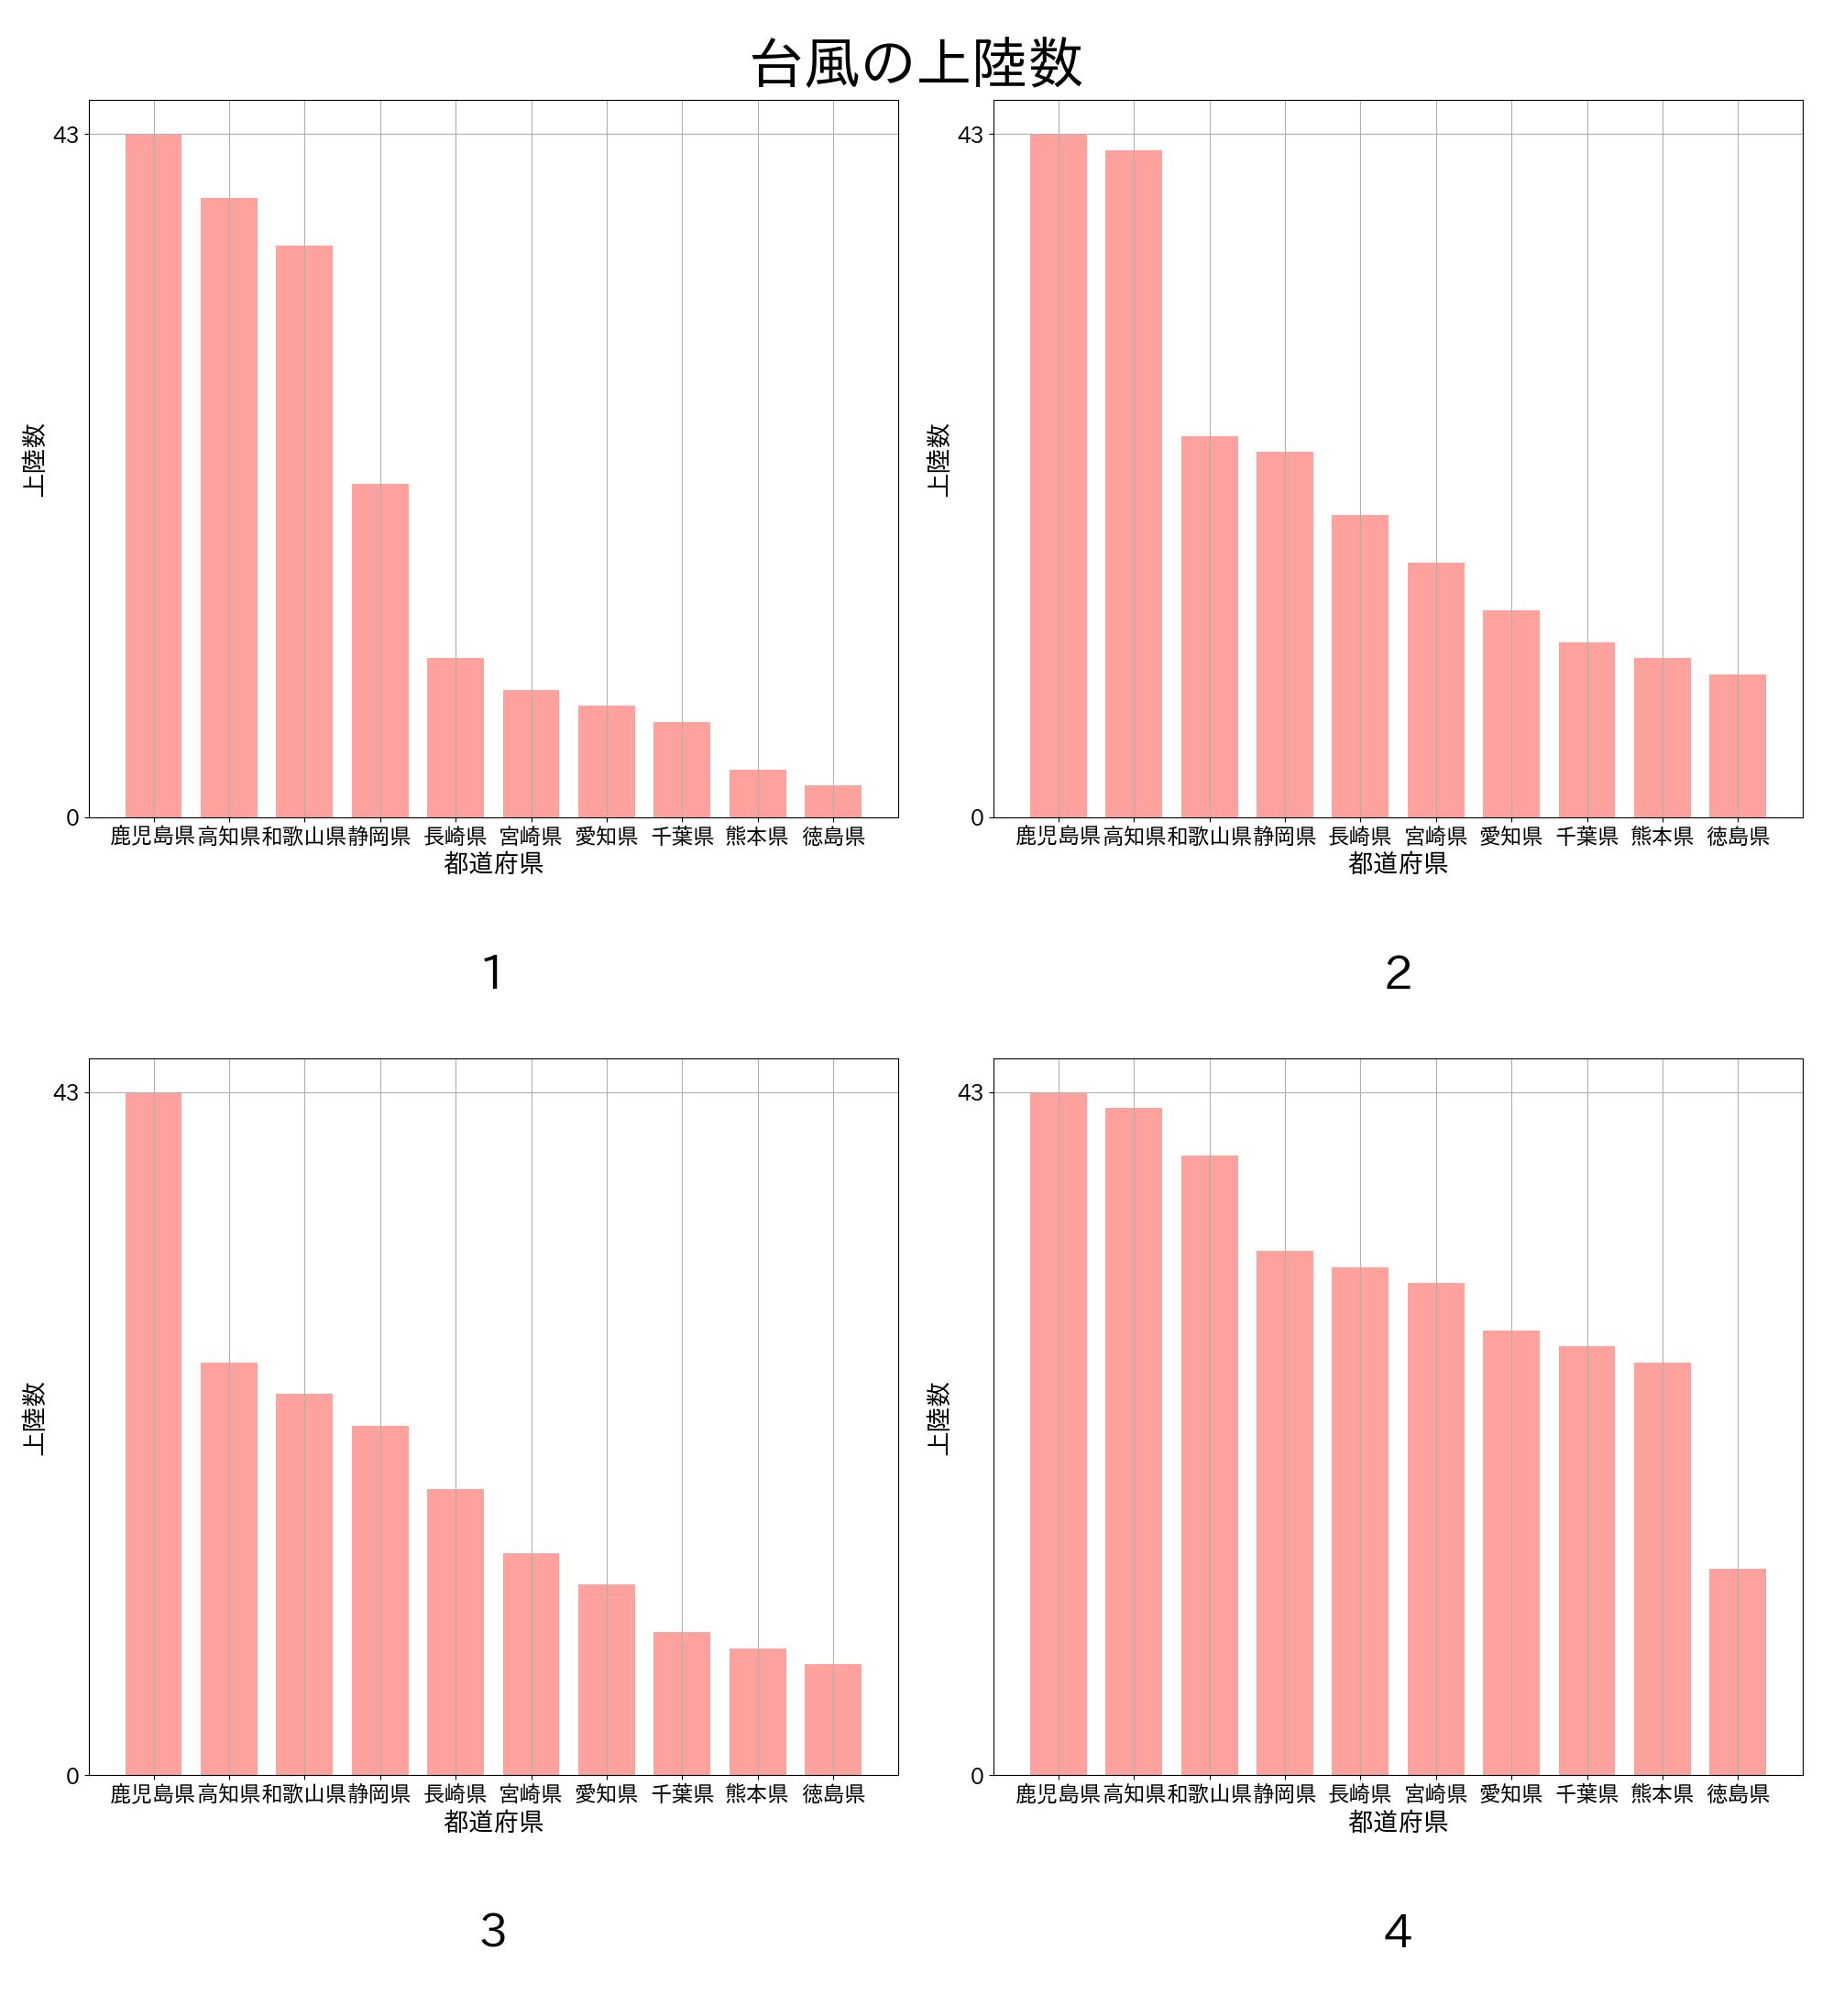 台風の上陸数
43
0
上陸数
鹿児島県 高知県 和歌山県 静岡県 長崎県 宮崎県 愛知県 千葉県 熊本県 徳島県
都道府県
1
43
0
上陸数
鹿児島県 高知県 和歌山県 静岡県 長崎県 宮崎県 愛知県 千葉県 熊本県 徳島県
都道府県
2
43
0
上陸数
鹿児島県 高知県 和歌山県 静岡県 長崎県 宮崎県 愛知県 千葉県 熊本県 徳島県
都道府県
3
43
0
上陸数
鹿児島県 高知県 和歌山県 静岡県 長崎県 宮崎県 愛知県 千葉県 熊本県 徳島県
都道府県
4